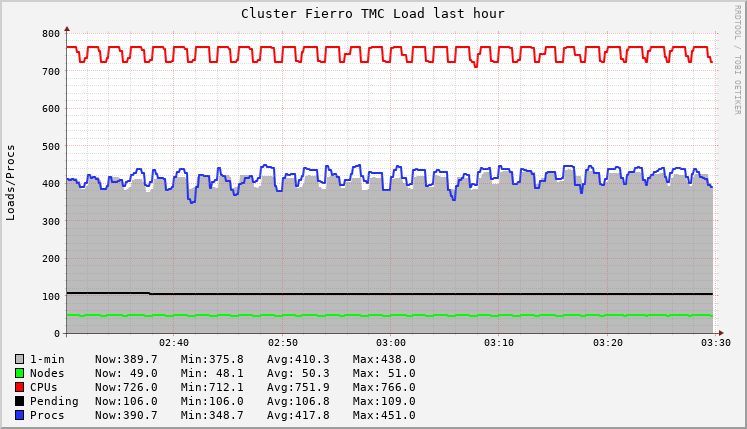 Cluster Fierro TMC Load last hour
RRDTOOL / TOBI OETIKER
Loads/Procs
800
700
600
500
400
300
200
100
0
02:40 02:50 03:00 03:10 03:20 03:30
1-min Now:389.7 Min:375.8 Avg:410.3 Max:438.0
Nodes Now: 49.0 Min: 48.1 Avg: 50.3 Max: 51.0
CPUs Now:726.0 Min:712.1 Avg:751.9 Max:766.0
Pending Now:106.0 Min:106.0 Avg:106.8 Max:109.0
Procs Now:390.7 Min:348.7 Avg:417.8 Max:451.0